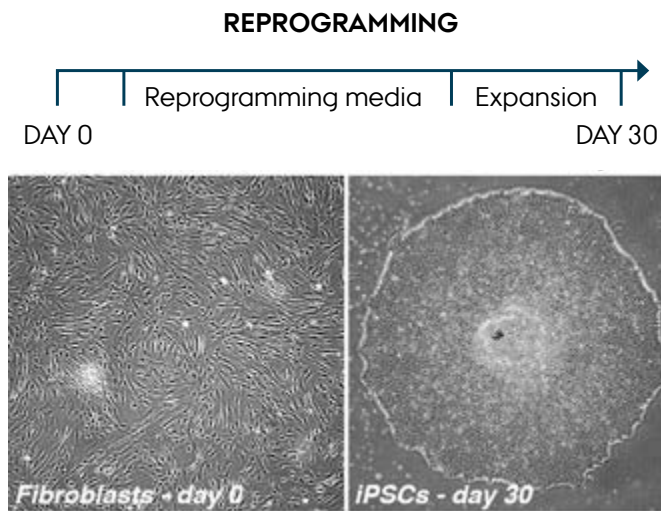 REPROGRAMMING
Reprogramming media Expansion
DAY 0 DAY 30
Fibroblasts - day 0 iPSCs - day 30